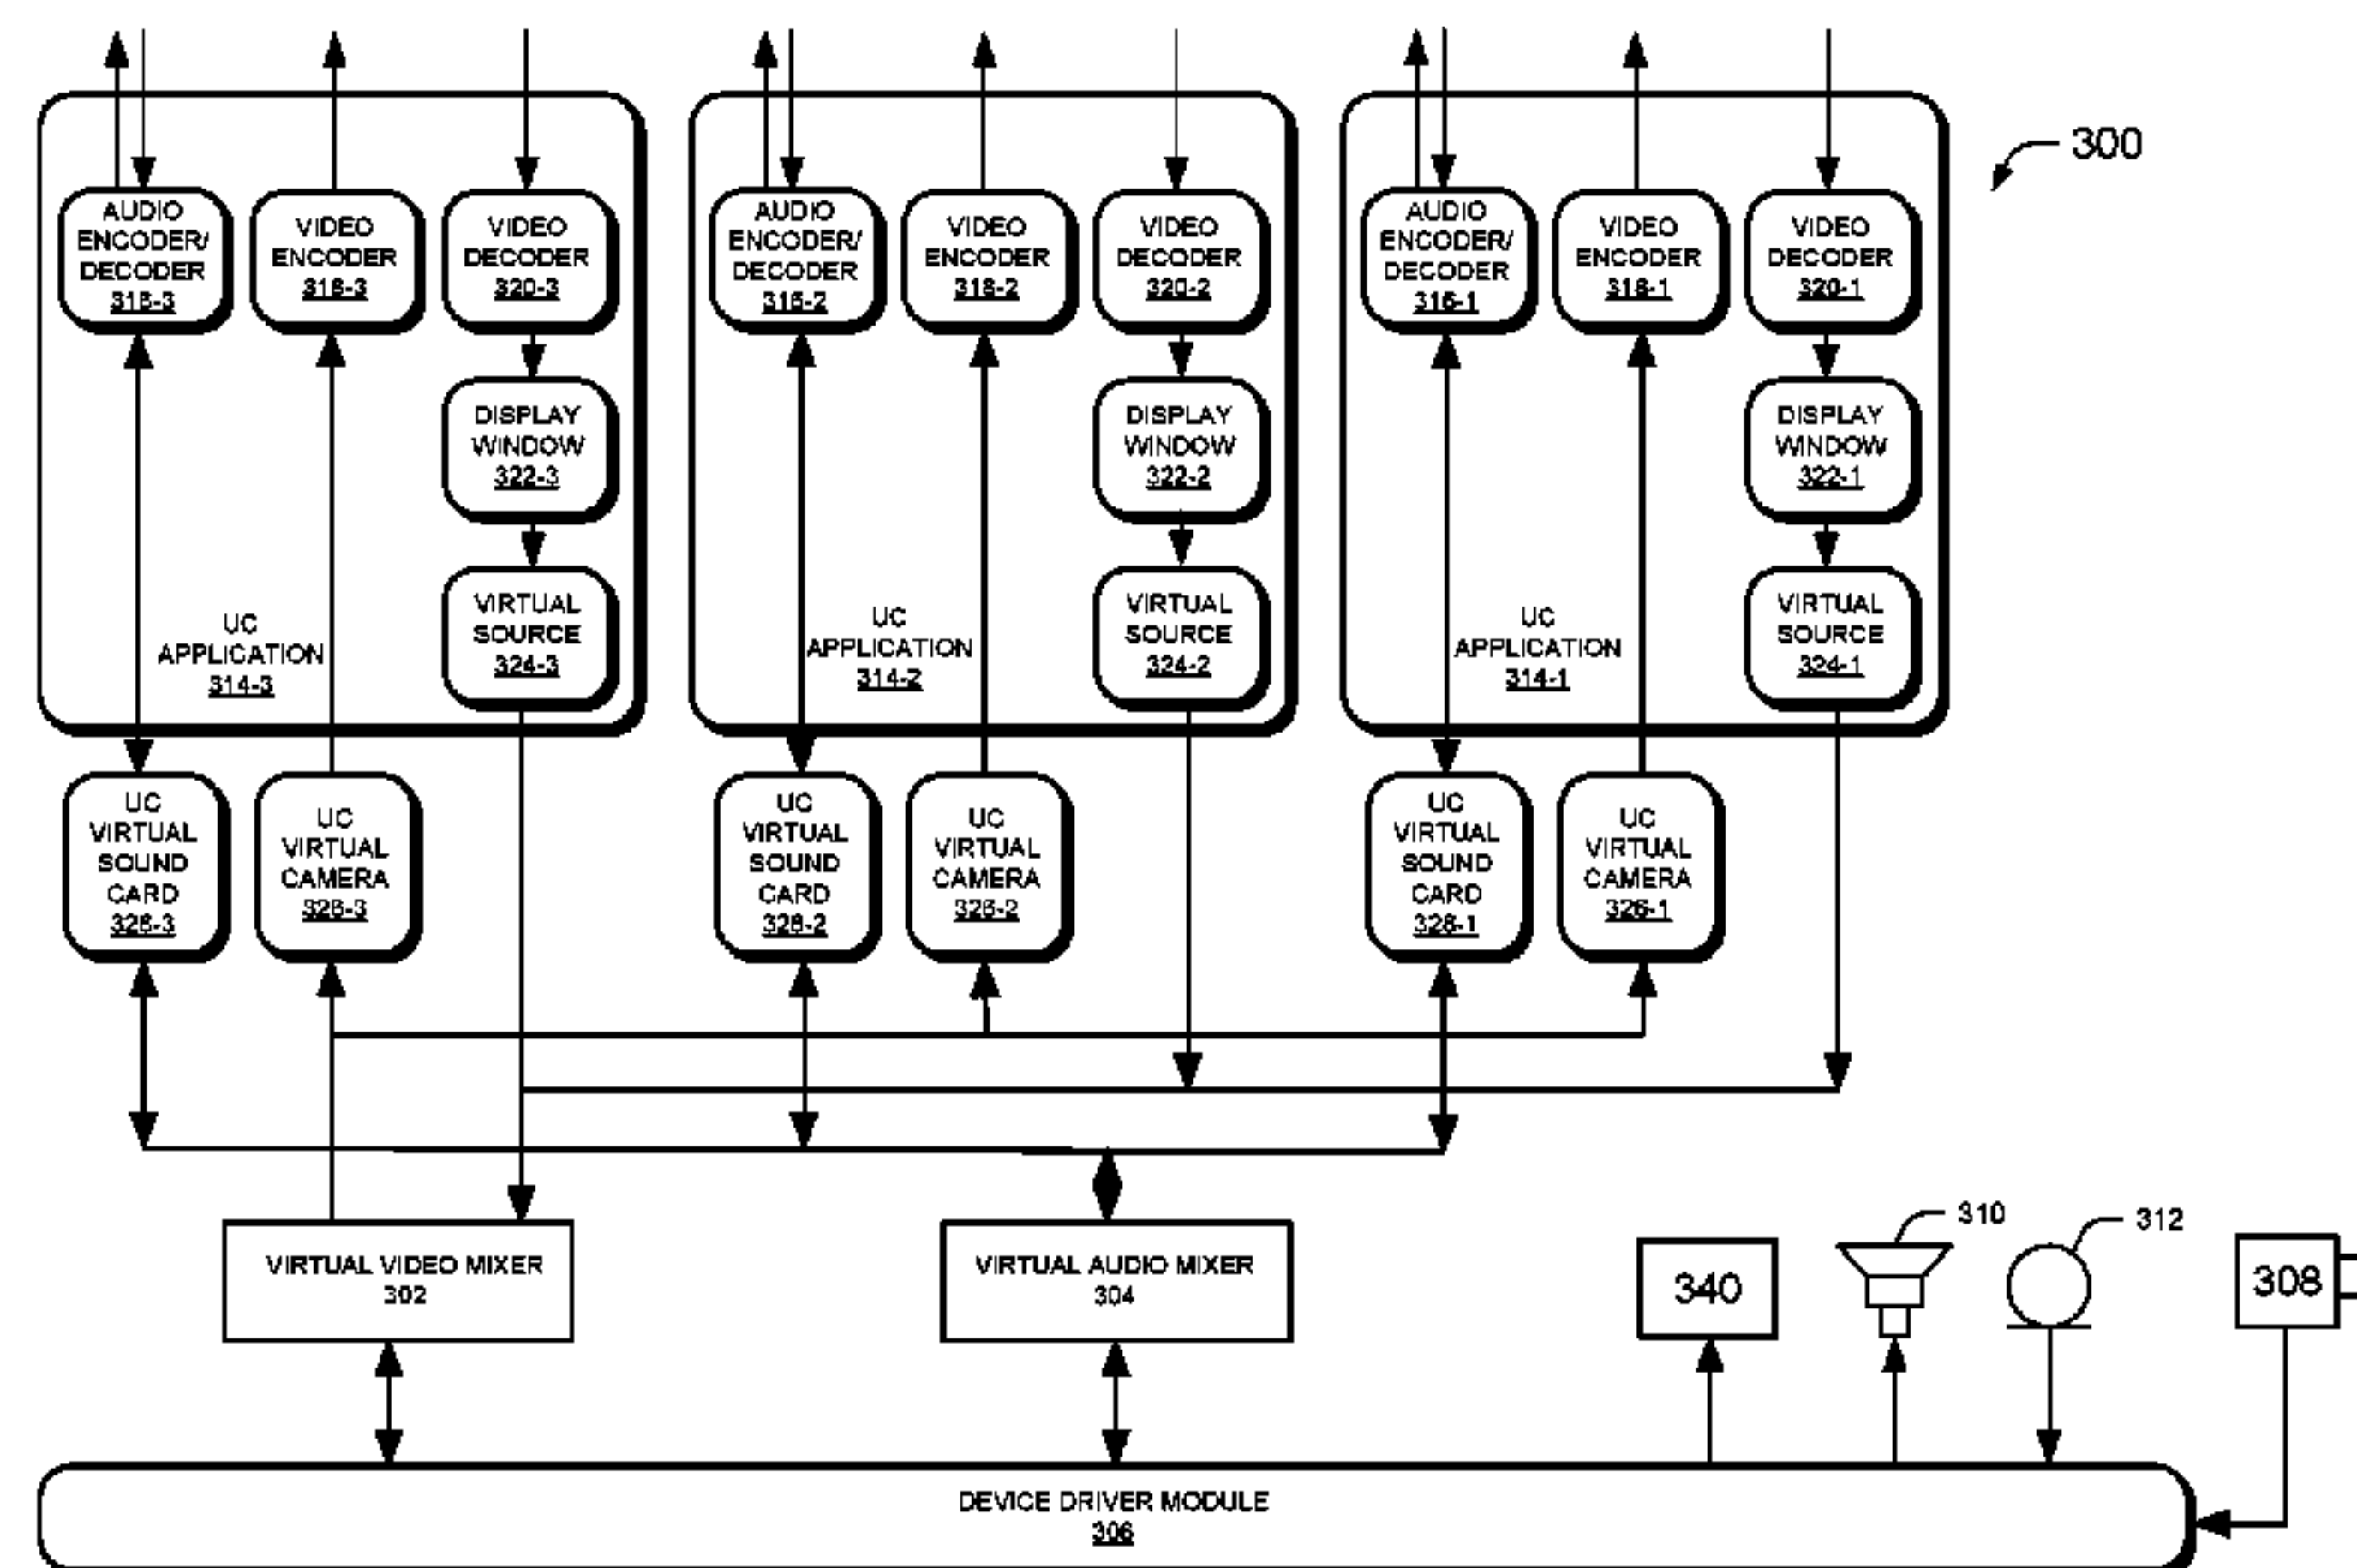 300
AUDIO
ENCODER/
DECODER
316-3
VIDEO
ENCODER
318-3
VIDEO
DECODER
320-3
DISPLAY
WINDOW
322-3
VIRTUAL
SOURCE
324-3
UC
APPLICATION
314-3
AUDIO
ENCODER/
DECODER
316-2
VIDEO
ENCODER
318-2
VIDEO
DECODER
320-2
DISPLAY
WINDOW
322-2
VIRTUAL
SOURCE
324-2
UC
APPLICATION
314-2
AUDIO
ENCODER/
DECODER
316-1
VIDEO
ENCODER
318-1
VIDEO
DECODER
320-1
DISPLAY
WINDOW
322-1
VIRTUAL
SOURCE
324-1
UC
APPLICATION
314-1
UC
VIRTUAL
SOUND
CARD
328-3
UC
VIRTUAL
CAMERA
326-3
UC
VIRTUAL
SOUND
CARD
328-2
UC
VIRTUAL
CAMERA
326-2
UC
VIRTUAL
SOUND
CARD
328-1
UC
VIRTUAL
CAMERA
326-1
VIRTUAL VIDEO MIXER
302
VIRTUAL AUDIO MIXER
304
340
310
312
308
DEVICE DRIVER MODULE
306